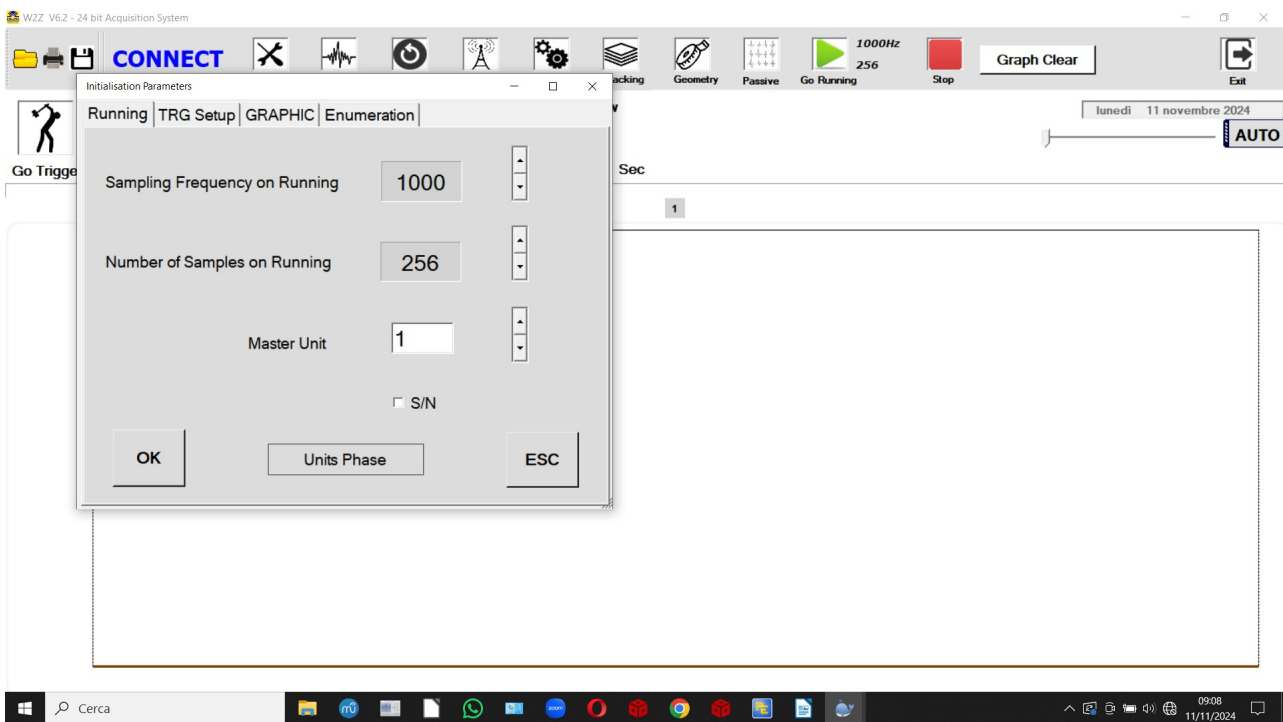 W2Z V6.2 - 24 bit Acquisition System
CONNECT
1000Hz
256
acking
Geometry
Passive
Go Running
Stop
Graph Clear
Exit
Initialisation Parameters
Running
TRG Setup
GRAPHIC
Enumeration
lunedì 11 novembre 2024
AUTO
Go Trigge
Sec
1
Sampling Frequency on Running
1000
Number of Samples on Running
256
Master Unit
1
S/N
OK
Units Phase
ESC
Cerca
zoom
09:08
11/11/2024